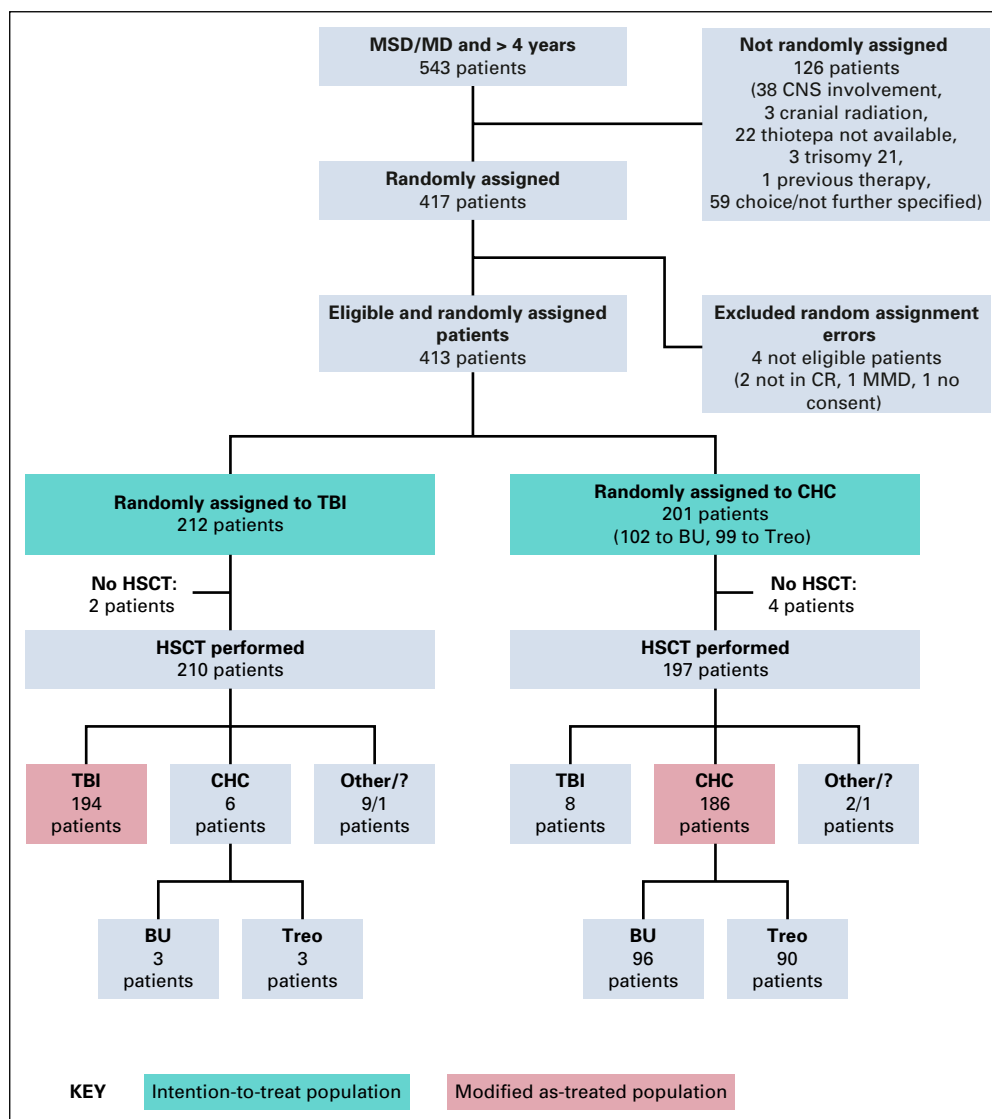 MSD/MD and > 4 years
543 patients
Not randomly assigned
126 patients
(38 CNS involvement,
3 cranial radiation,
22 thiotepa not available,
3 trisomy 21,
1 previous therapy,
59 choice/not further specified)
Randomly assigned
417 patients
Eligible and randomly assigned
patients
413 patients
Excluded random assignment
errors
4 not eligible patients
(2 not in CR, 1 MMD, 1 no
consent)
Randomly assigned to TBI
212 patients
Randomly assigned to CHC
201 patients
(102 to BU, 99 to Treo)
No HSCT:
2 patients
No HSCT:
4 patients
HSCT performed
210 patients
HSCT performed
197 patients
TBI
194
patients
CHC
6
patients
Other/?
9/1
patients
TBI
8
patients
CHC
186
patients
Other/?
2/1
patients
BU
3
patients
Treo
3
patients
BU
96
patients
Treo
90
patients
KEY
Intention-to-treat population
Modified as-treated population